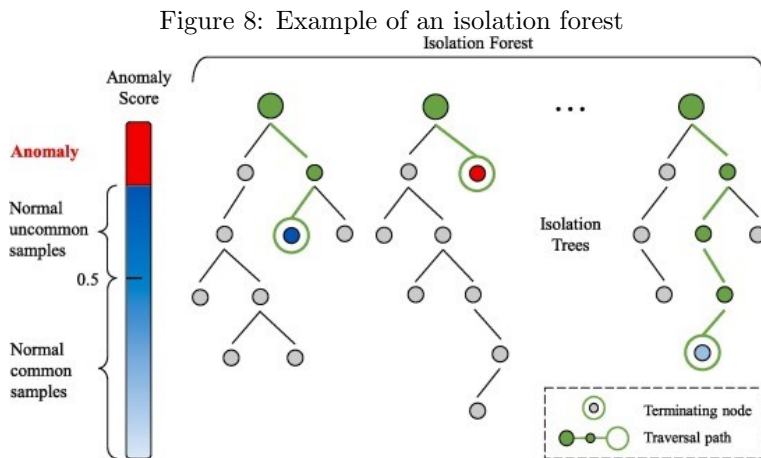 Figure 8: Example of an isolation forest
Isolation Forest
Anomaly
Score
Anomaly
Normal
uncommon
samples
0.5
Normal
common
samples
...
Isolation
Trees
Terminating node
Traversal path